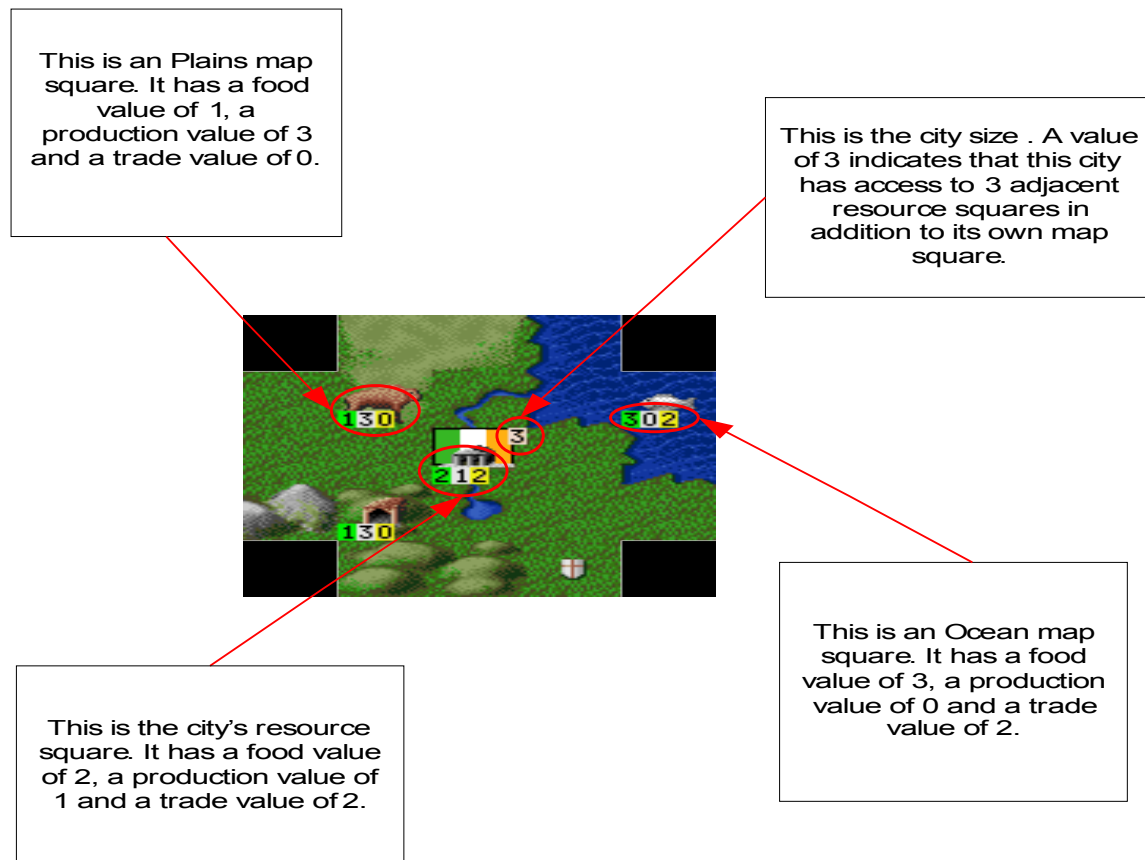 This is an Plains map
square. It has a food
value of 1, a
production value of 3
and a trade value of 0.
This is the city size . A value
of 3 indicates that this city
has access to 3 adjacent
resource squares in
addition to its own map
square.
130
302
3
212
130
This is an Ocean map
square. It has a food
value of 3, a production
value of 0 and a trade
value of 2.
This is the city’s resource
square. It has a food value
of 2, a production value of
1 and a trade value of 2.